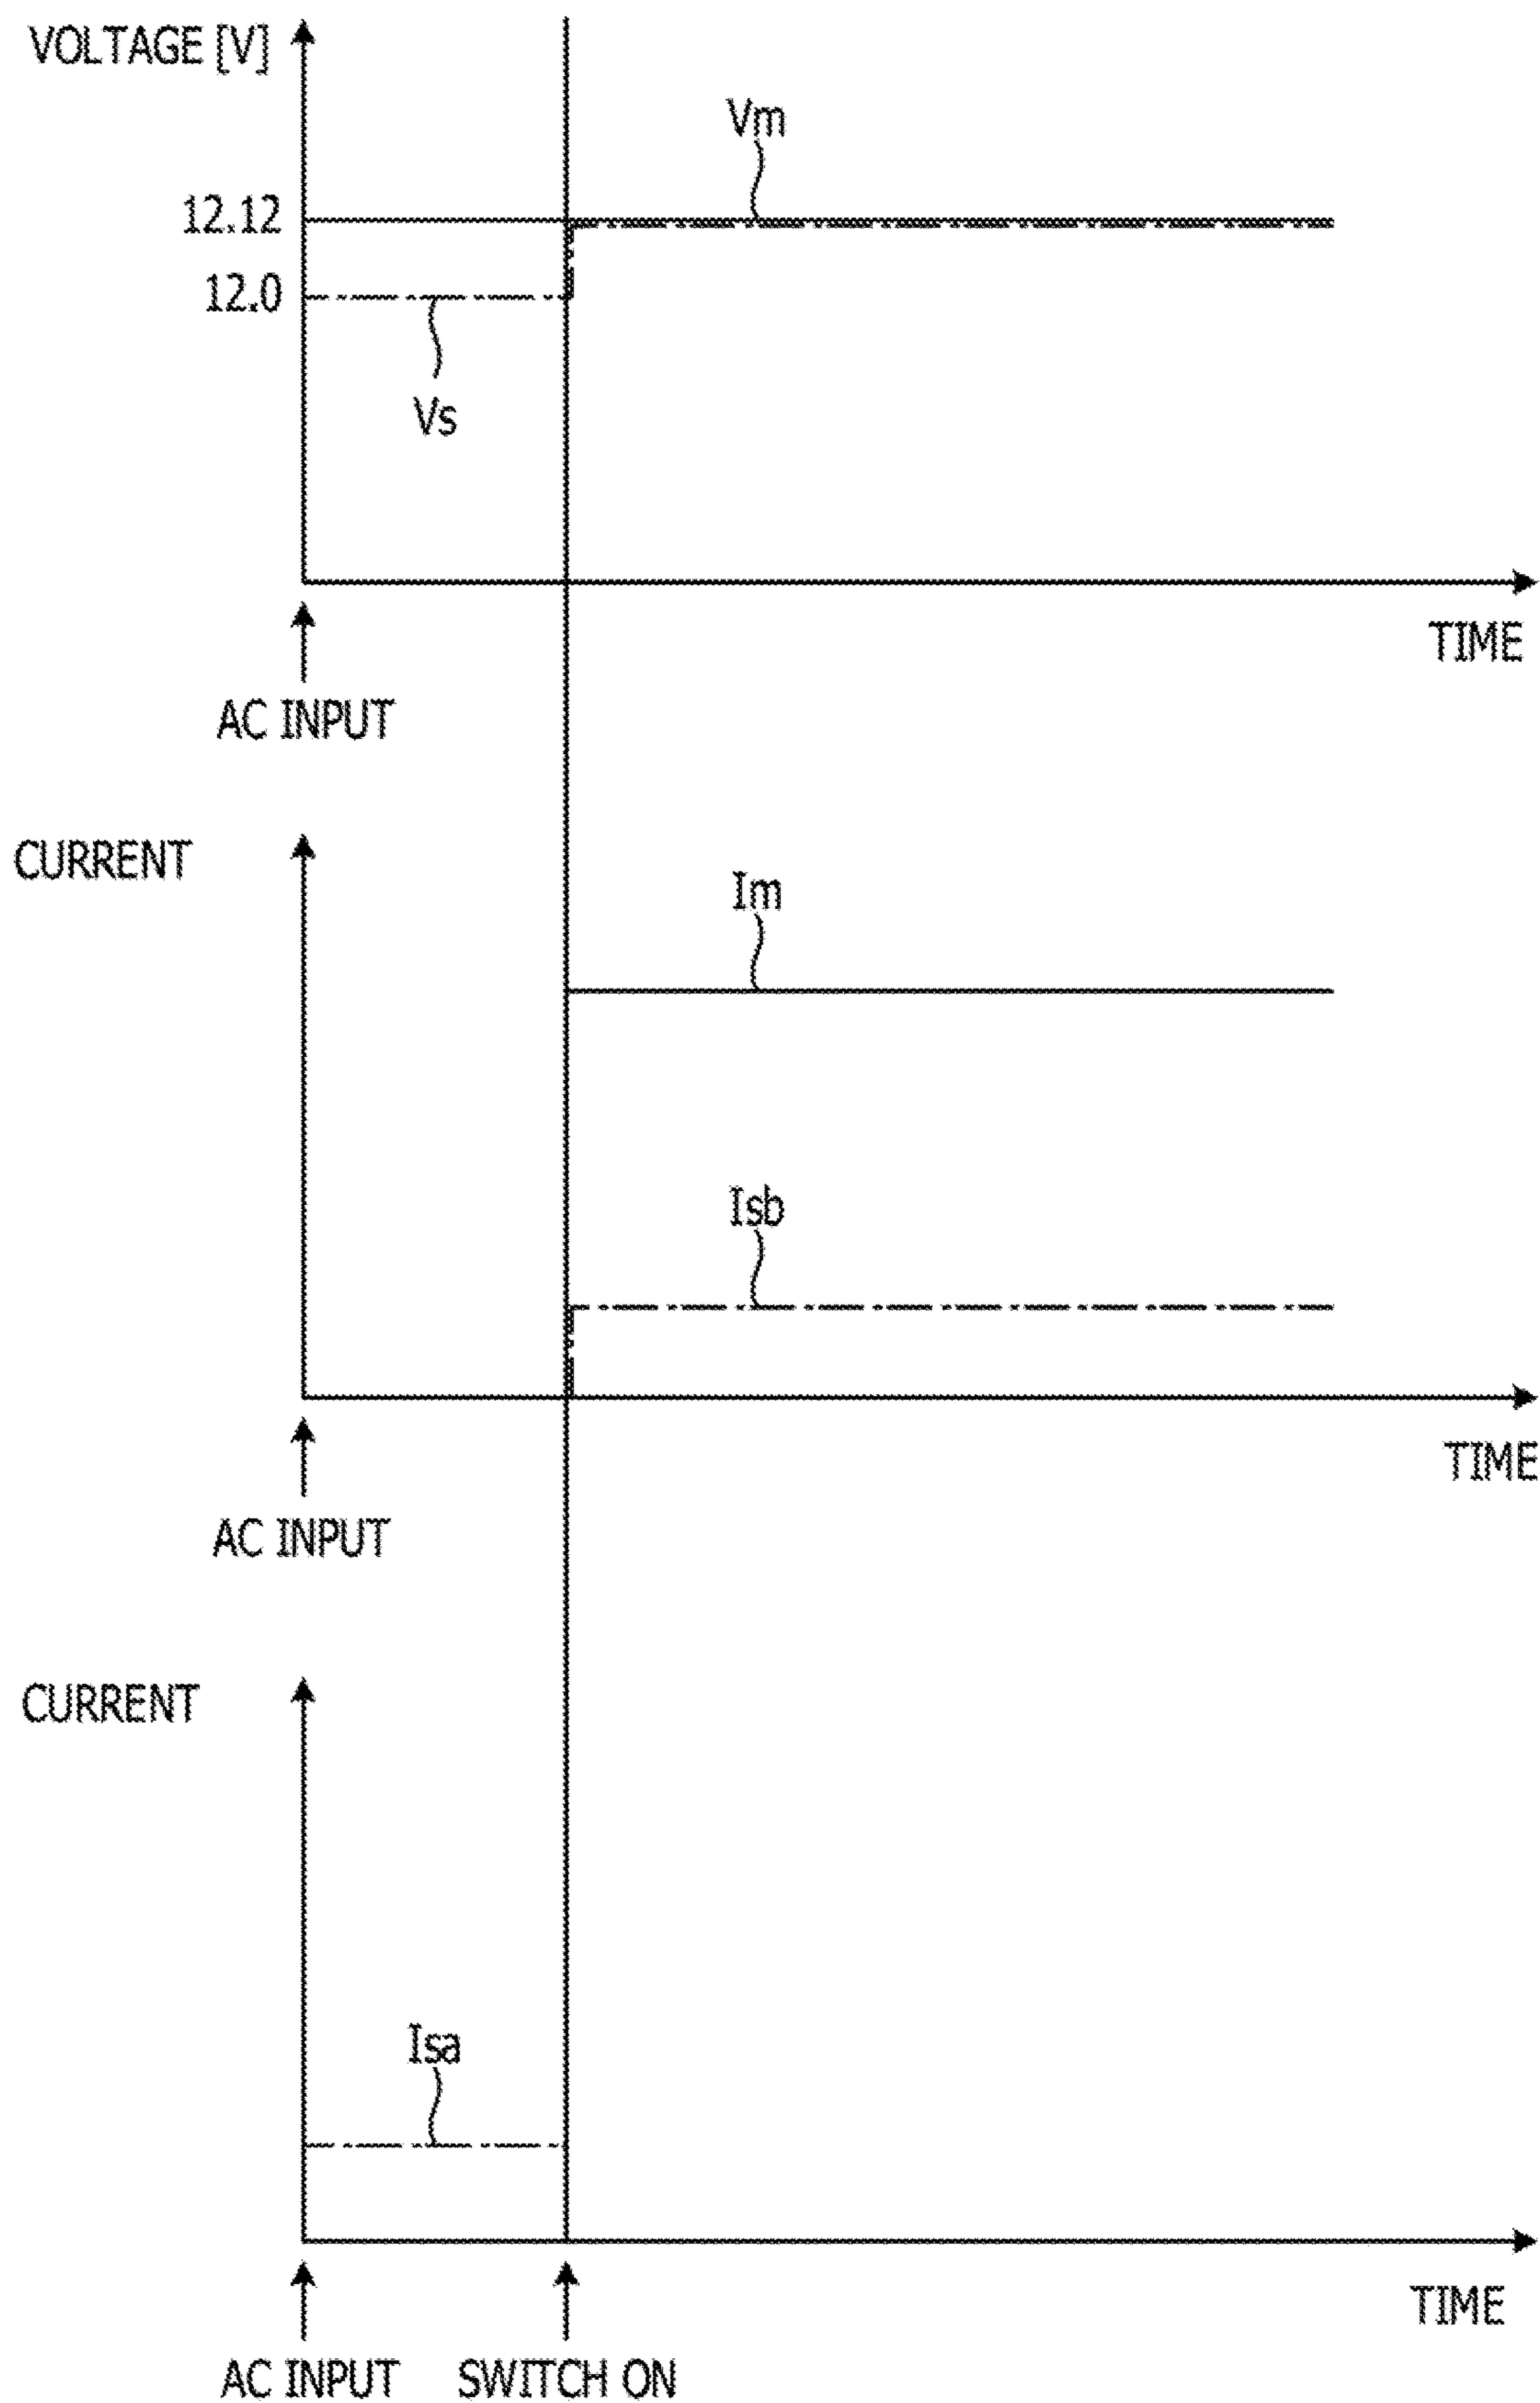 VOLTAGE [V]
Vm
12.12
12.0
Vs
TIME
AC INPUT
CURRENT
Im
Isb
TIME
AC INPUT
CURRENT
Isa
TIME
AC INPUT
SWITCH ON